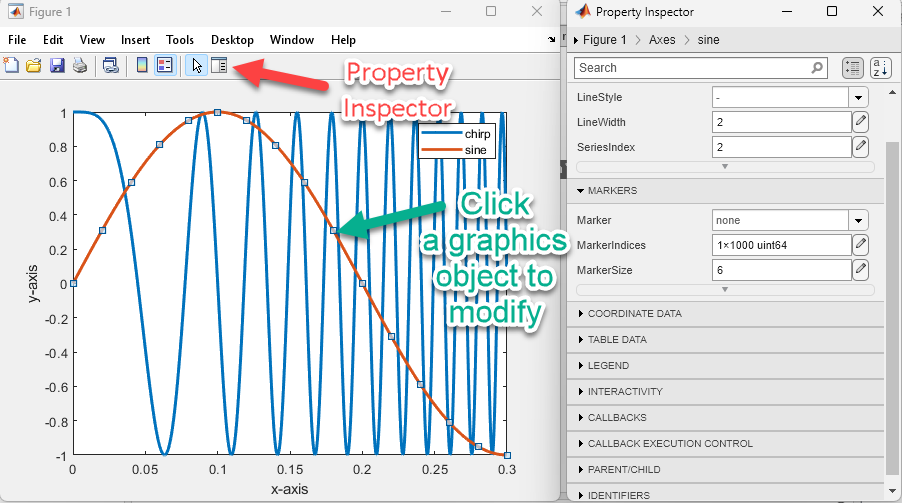 Figure 1
File Edit Insert Tools Desktop Window Help
Property
Inspector
chirp
sine
Click
a graphics
object to
modify
1
0.8
0.6
0.4
0.2
0
-0.2
-0.4
-0.6
-0.8
-1
y-axis
0 0.05 0.1 0.15 0.2 0.25 0.3
x-axis
Property Inspector
Figure 1 Axes sine
Search
LineStyle -
LineWidth 2
SeriesIndex 2
MARKERS
Marker none
MarkerIndices 1×1000 uint64
MarkerSize 6
COORDINATE DATA
TABLE DATA
LEGEND
INTERACTIVITY
CALLBACKS
CALLBACK EXECUTION CONTROL
PARENT/CHILD
IDENTIFIERS